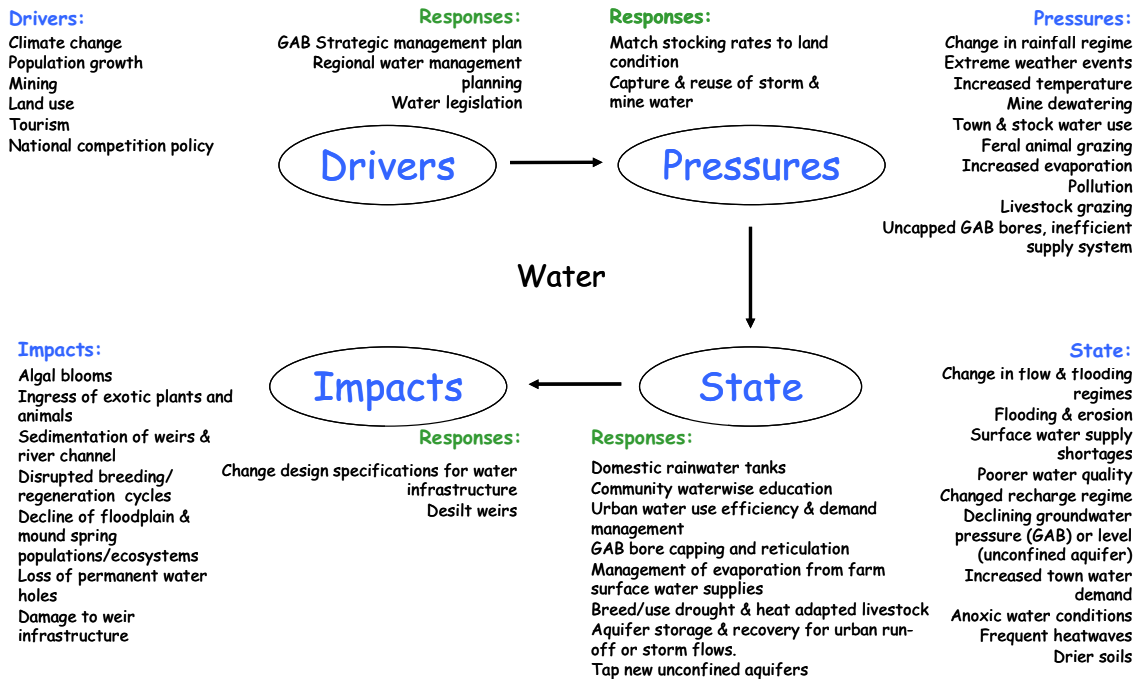 Drivers:
Climate change
Population growth
Mining
Land use
Tourism
National competition policy
Responses:
GAB Strategic management plan
Regional water management
planning
Water legislation
Responses:
Match stocking rates to land
condition
Capture & reuse of storm &
mine water
Pressures:
Change in rainfall regime
Extreme weather events
Increased temperature
Mine dewatering
Town & stock water use
Feral animal grazing
Increased evaporation
Pollution
Livestock grazing
Uncapped GAB bores, inefficient
supply system
Drivers
Pressures
Water
Impacts:
Algal blooms
Ingress of exotic plants and
animals
Sedimentation of weirs &
river channel
Disrupted breeding/
regeneration cycles
Decline of floodplain &
mound spring
populations/ecosystems
Loss of permanent water
holes
Damage to weir
infrastructure
Impacts
State
Responses:
Change design specifications for water
infrastructure
Desilt weirs
Responses:
Domestic rainwater tanks
Community waterwise education
Urban water use efficiency & demand
management
GAB bore capping and reticulation
Management of evaporation from farm
surface water supplies
Breed/use drought & heat adapted livestock
Aquifer storage & recovery for urban run-
off or storm flows.
Tap new unconfined aquifers
State:
Change in flow & flooding
regimes
Flooding & erosion
Surface water supply
shortages
Poorer water quality
Changed recharge regime
Declining groundwater
pressure (GAB) or level
(unconfined aquifer)
Increased town water
demand
Anoxic water conditions
Frequent heatwaves
Drier soils